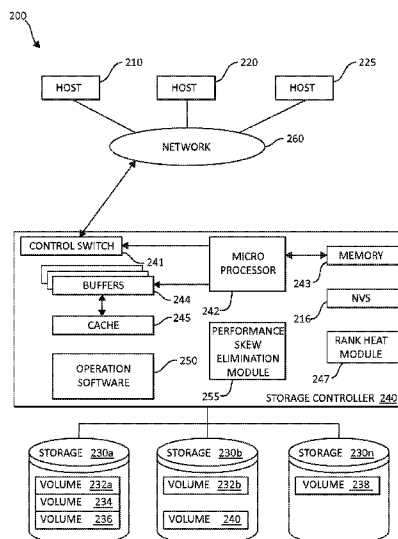 200
HOST 210
HOST 220
HOST 225
NETWORK
260
CONTROL SWITCH
241
MICRO
PROCESSOR
242
MEMORY
243
BUFFERS
244
NVS
216
CACHE
245
PERFORMANCE
SKEW
ELIMINATION
MODULE
255
RANK HEAT
MODULE
247
OPERATION
SOFTWARE
250
STORAGE CONTROLLER 240
STORAGE 230a
STORAGE 230b
STORAGE 230n
VOLUME 232a
VOLUME 234
VOLUME 236
VOLUME 232b
VOLUME 240
VOLUME 238